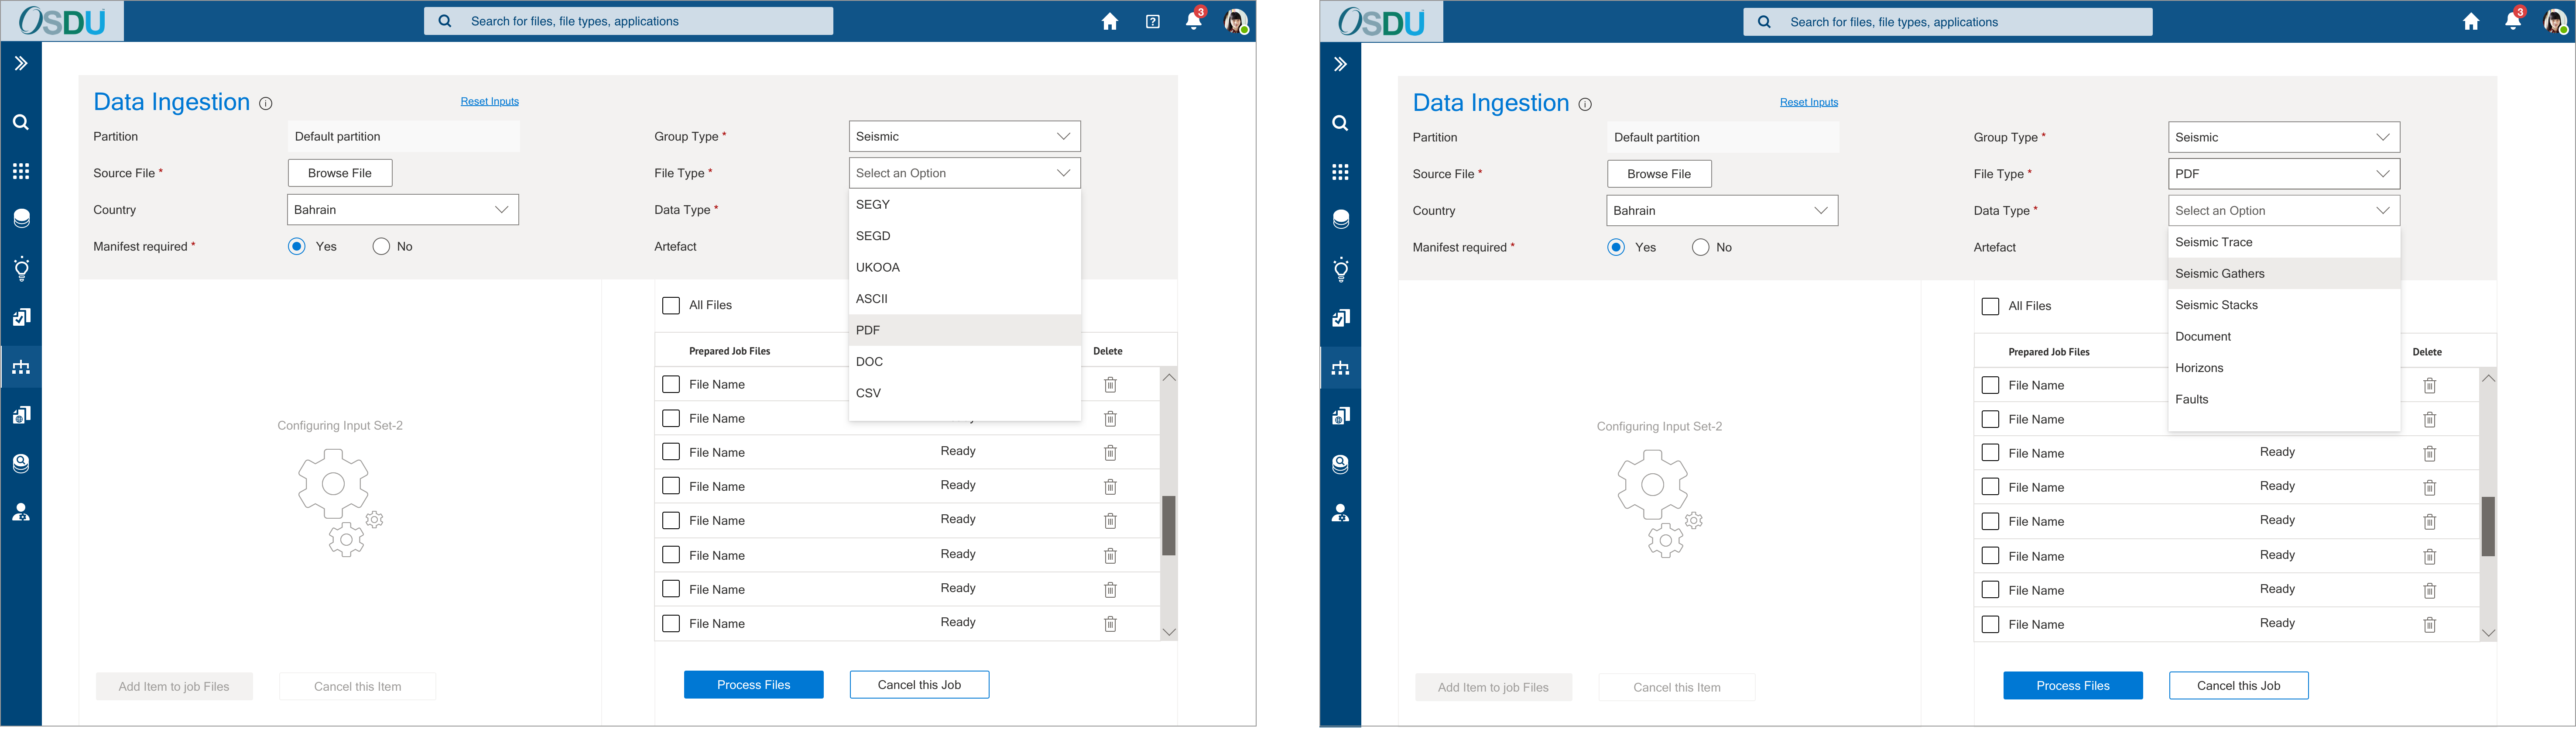 OSDU
Search for files, file types, applications
3
Data Ingestion
Reset Inputs
Partition
Default partition
Group Type *
Seismic
Source File *
Browse File
File Type *
Select an Option
Country
Bahrain
Data Type *
Manifest required *
Yes
No
Artefact
SEGY
SEGD
UKOOA
ASCII
PDF
DOC
CSV
All Files
Prepared Job Files
Delete
File Name
File Name
File Name Ready
File Name Ready
File Name Ready
File Name Ready
File Name Ready
File Name Ready
Configuring Input Set-2
Add Item to job Files
Cancel this Item
Process Files
Cancel this Job
OSDU
Search for files, file types, applications
3
Data Ingestion
Reset Inputs
Partition
Default partition
Group Type *
Seismic
Source File *
Browse File
File Type *
PDF
Country
Bahrain
Data Type *
Select an Option
Manifest required *
Yes
No
Artefact
Seismic Trace
Seismic Gathers
Seismic Stacks
Document
Horizons
Faults
All Files
Prepared Job Files
Delete
File Name
File Name
File Name Ready
File Name Ready
File Name Ready
File Name Ready
File Name Ready
File Name Ready
Configuring Input Set-2
Add Item to job Files
Cancel this Item
Process Files
Cancel this Job